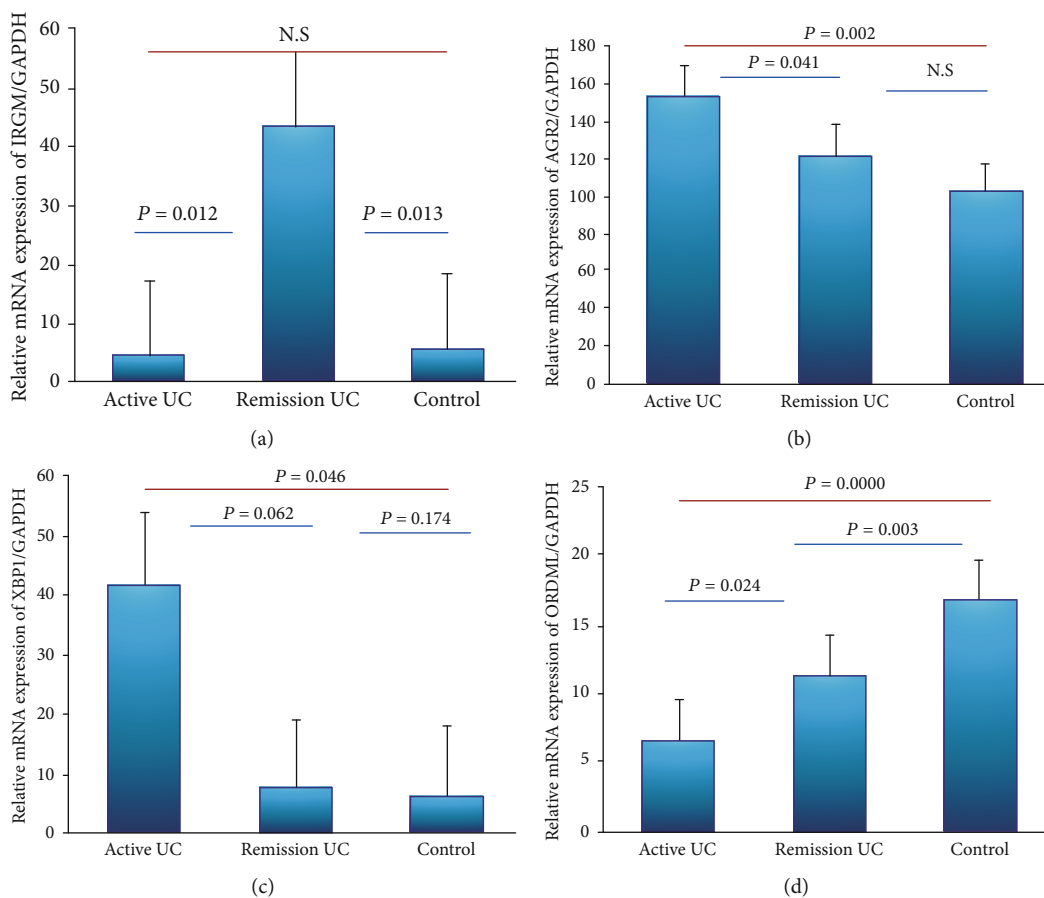 Relative mRNA expression of IRGM/GAPDH
60
50
40
30
20
10
0
N.S
P = 0.012
P = 0.013
Active UC
Remission UC
Control
(a)
Relative mRNA expression of AGR2/GAPDH
180
160
140
120
100
80
60
40
20
0
P = 0.002
P = 0.041
N.S
Active UC
Remission UC
Control
(b)
Relative mRNA expression of XBP1/GAPDH
60
50
40
30
20
10
0
P = 0.046
P = 0.062
P = 0.174
Active UC
Remission UC
Control
(c)
Relative mRNA expression of ORDML/GAPDH
25
20
15
10
5
0
P = 0.0000
P = 0.003
P = 0.024
Active UC
Remission UC
Control
(d)